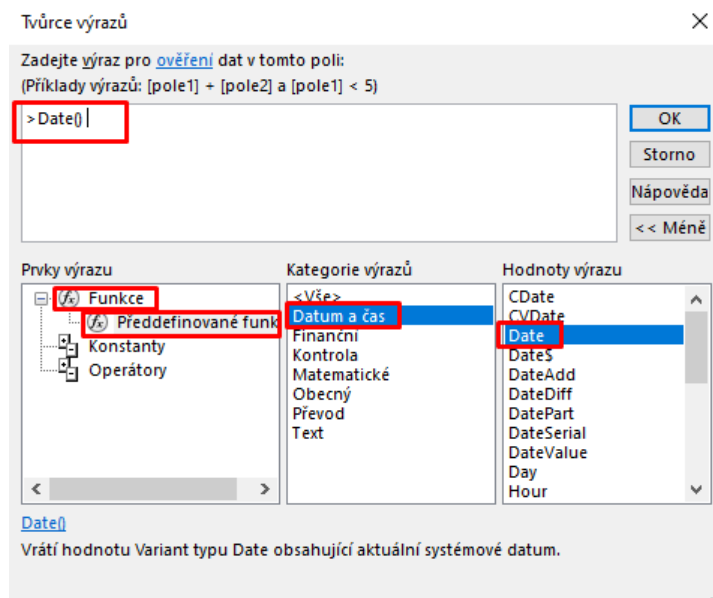 Tvůrce výrazů
Zadejte výraz pro ověření dat v tomto poli:
(Příklady výrazů: [pole1] + [pole2] a [pole1] < 5)
> Date()
OK
Storno
Nápověda
<< Méně
Prvky výrazu
Funkce
Předdefinované funk
Konstanty
Operátory
Kategorie výrazů
<Vše>
Datum a čas
Finanční
Kontrola
Matematické
Obecný
Převod
Text
Hodnoty výrazu
CDate
CVDate
Date
Date$
DateAdd
DateDiff
DatePart
DateSerial
DateValue
Day
Hour
Date()
Vrátí hodnotu Variant typu Date obsahující aktuální systémové datum.